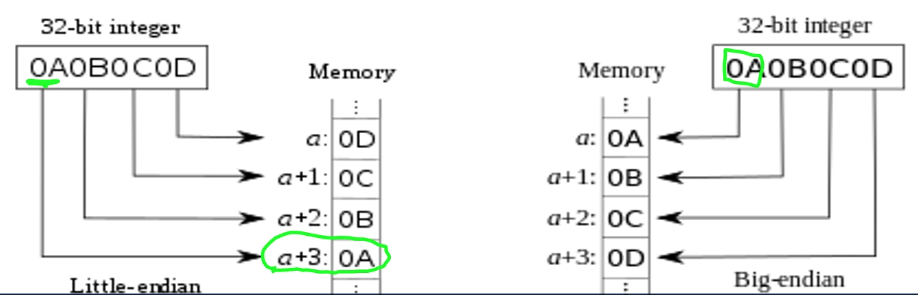 32-bit integer
0A0B0C0D
Memory
⋮
a: 0D
a+1: 0C
a+2: 0B
a+3: 0A
⋮
Little-endian
32-bit integer
0A0B0C0D
Memory
⋮
a: 0A
a+1: 0B
a+2: 0C
a+3: 0D
⋮
Big-endian